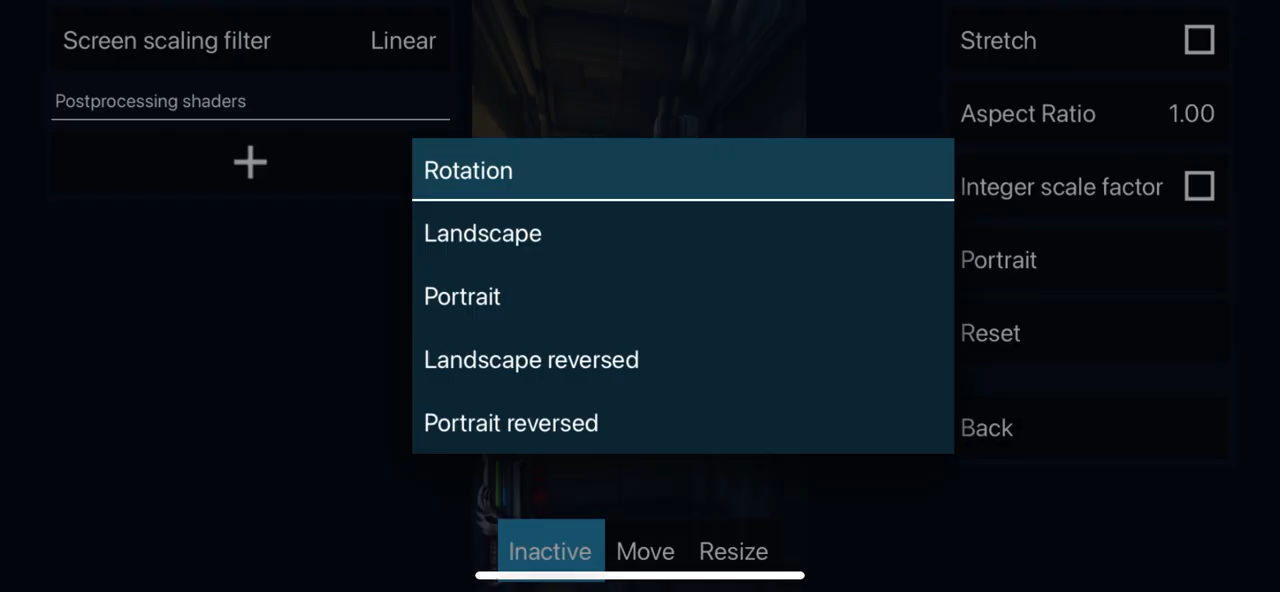 Screen scaling filter Linear
Postprocessing shaders
+
Rotation
Landscape
Portrait
Landscape reversed
Portrait reversed
Stretch
Aspect Ratio 1.00
Integer scale factor
Portrait
Reset
Back
Inactive Move Resize